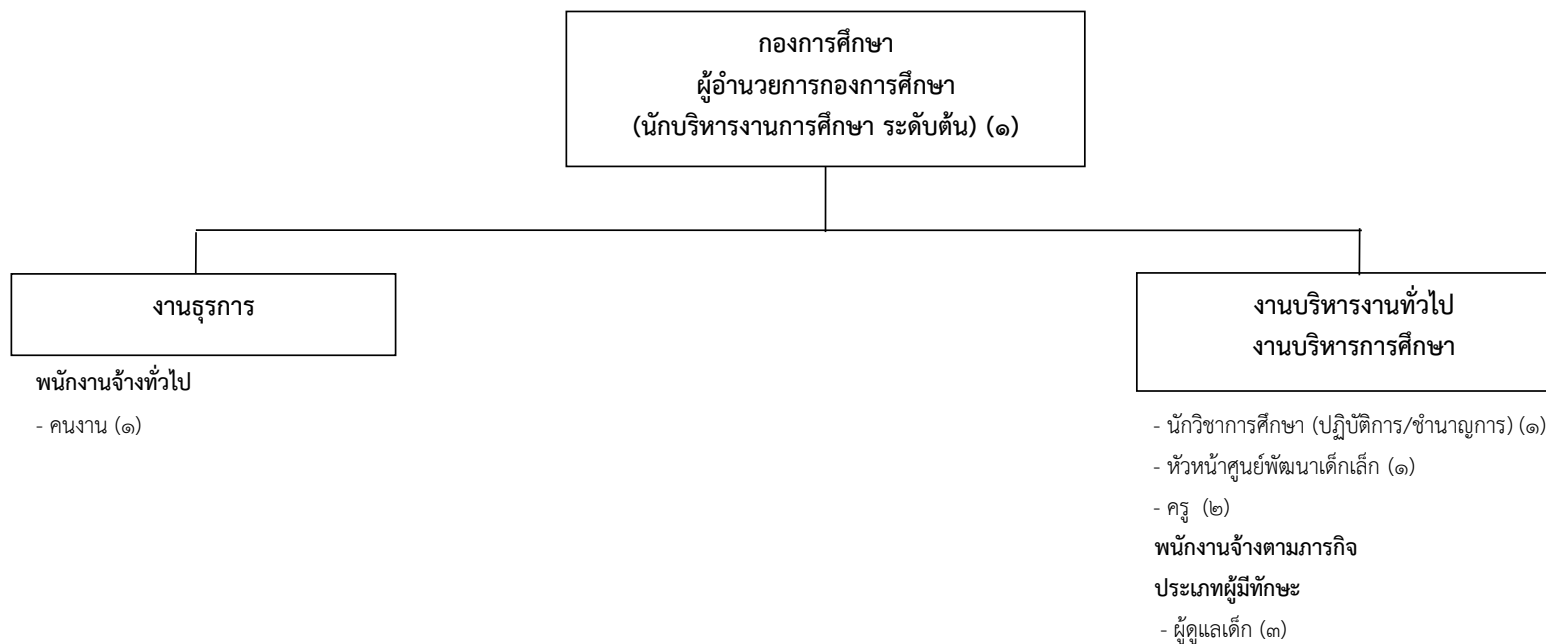 กองการศึกษา
ผู้อำนวยการกองการศึกษา
(นักบริหารงานการศึกษา ระดับต้น) (๑)
งานธุรการ
พนักงานจ้างทั่วไป
- คนงาน (๑)
งานบริหารงานทั่วไป
งานบริหารการศึกษา
- นักวิชาการศึกษา (ปฏิบัติการ/ชำนาญการ) (๑)
- หัวหน้าศูนย์พัฒนาเด็กเล็ก (๑)
- ครู (๒)
พนักงานจ้างตามภารกิจ
ประเภทผู้มีทักษะ
- ผู้ดูแลเด็ก (๓)